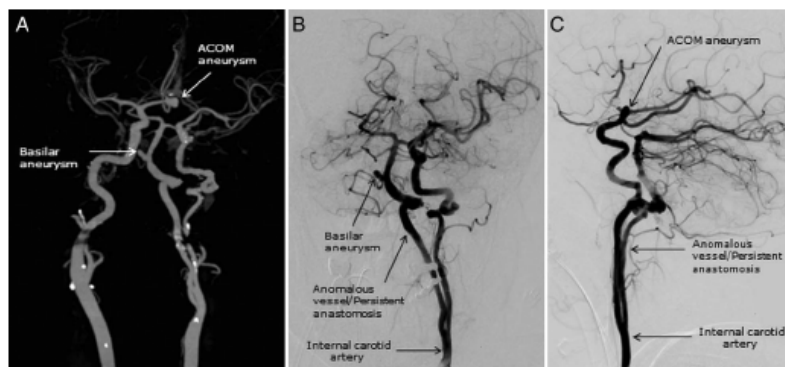 A
ACOM
aneurysm
Basilar
aneurysm
B
Basilar
aneurysm
Anomalous
vessel/Persistent
anastomosis
Internal carotid
artery
C
ACOM
aneurysm
Anomalous
vessel/Persistent
anastomosis
Internal carotid
artery